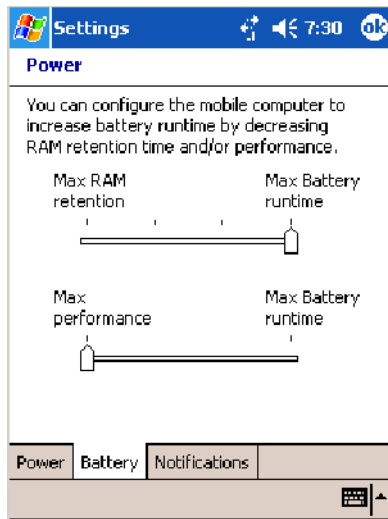 Settings 7:30 ok
Power
You can configure the mobile computer to
increase battery runtime by decreasing
RAM retention time and/or performance.
Max RAM Max Battery
retention runtime
Max Max Battery
performance runtime
Power Battery Notifications